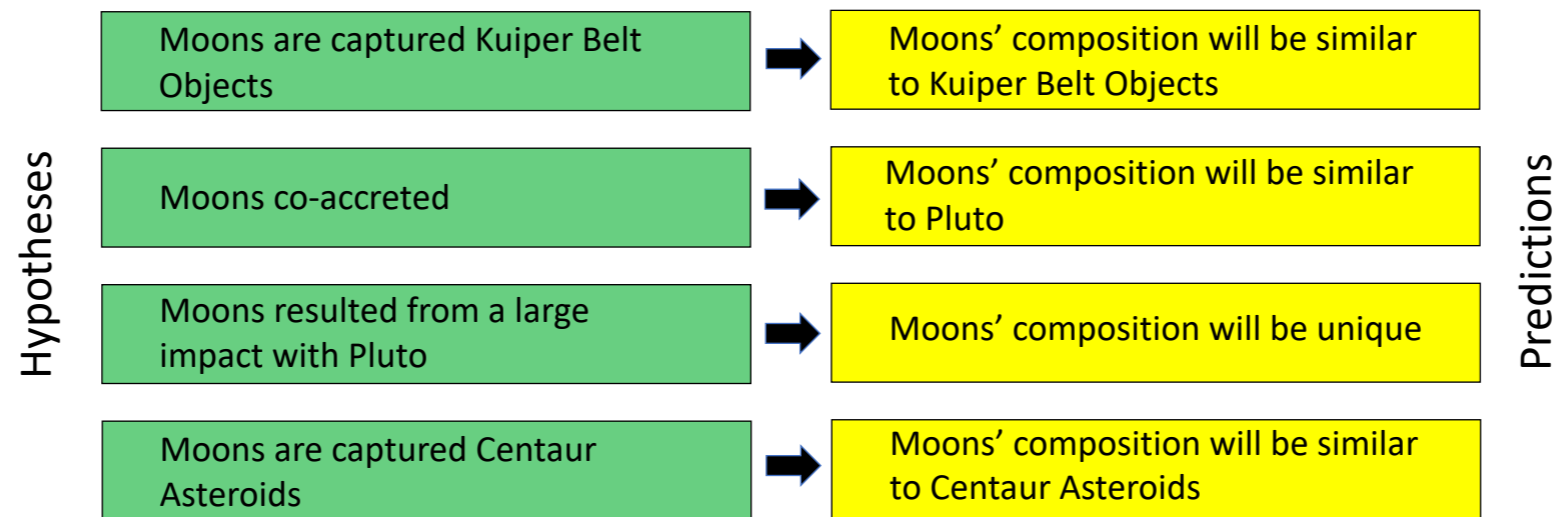 Hypotheses
Moons are captured Kuiper Belt
Objects
Moons' composition will be similar
to Kuiper Belt Objects
Moons co-accreted
Moons' composition will be similar
to Pluto
Moons resulted from a large
impact with Pluto
Moons' composition will be unique
Moons are captured Centaur
Asteroids
Moons' composition will be similar
to Centaur Asteroids
Predictions